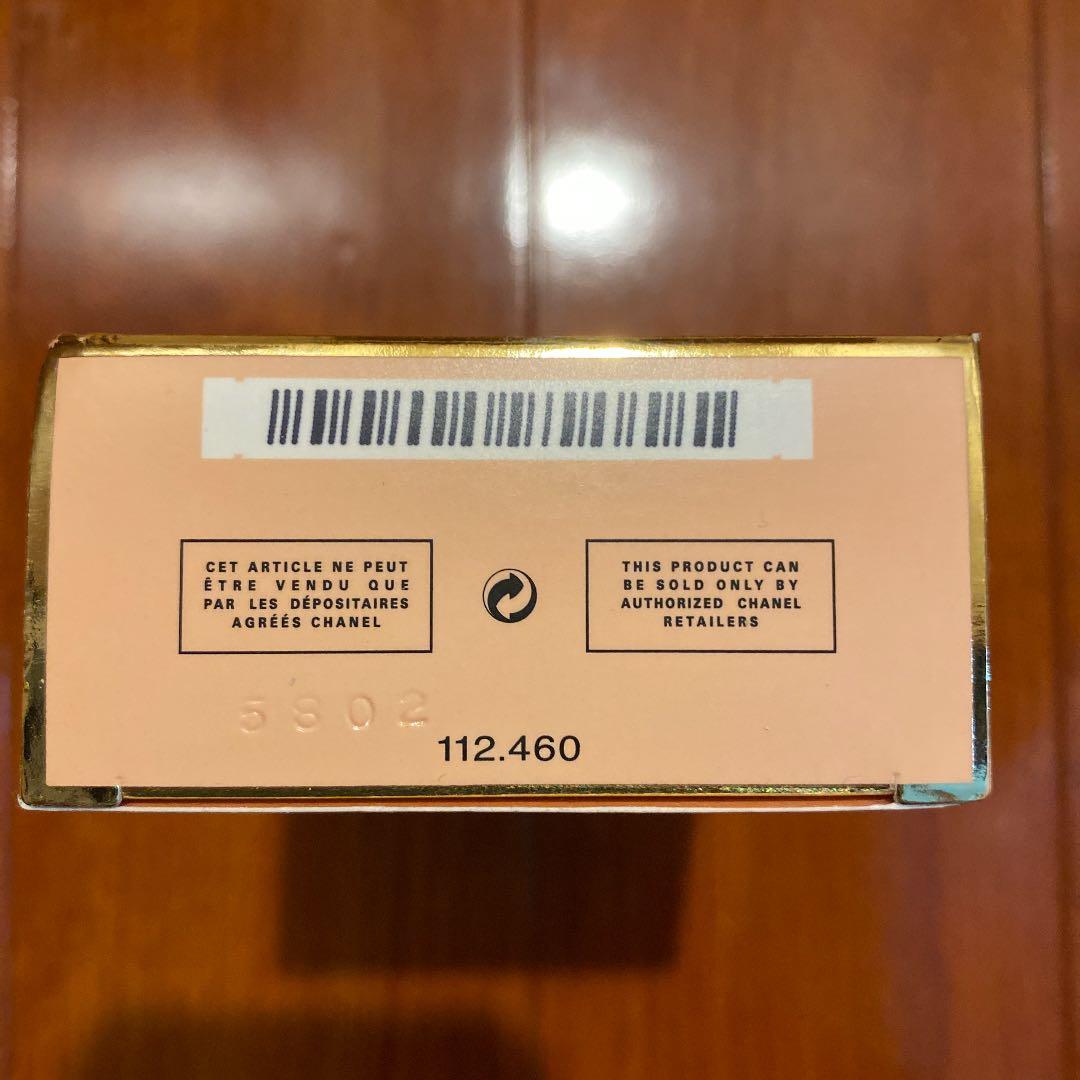 CET ARTICLE NE PEUT
ÊTRE VENDU QUE
PAR LES DÉPOSITAIRES
AGRÉÉS CHANEL
THIS PRODUCT CAN
BE SOLD ONLY BY
AUTHORIZED CHANEL
RETAILERS
5802
112.460